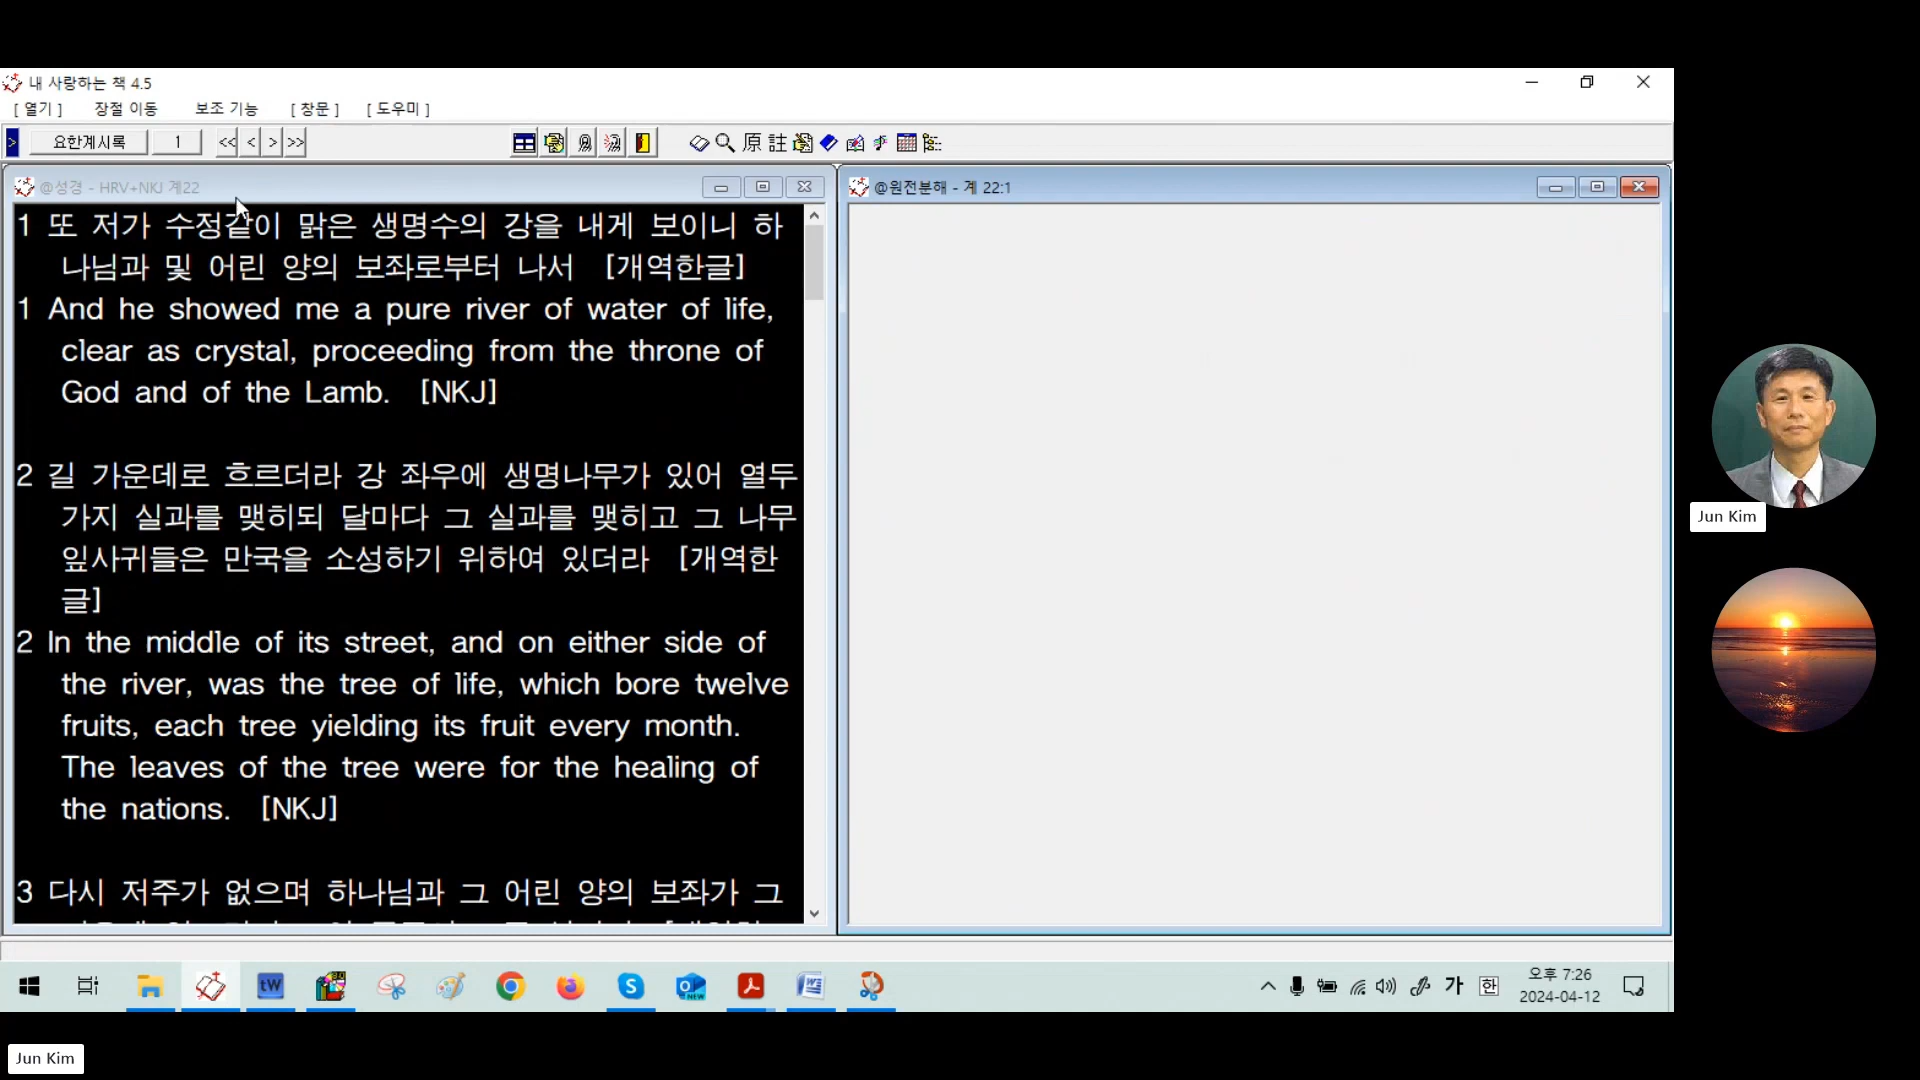 내 사랑하는 책 4.5
[ 열기 ] 장절 이동 보조 기능 [ 창문 ] [ 도우미 ]
요한계시록 1 << < > >> 原 註
@성경 - HRV+NKJ 계22
1 또 저가 수정같이 맑은 생명수의 강을 내게 보이니 하
나님과 및 어린 양의 보좌로부터 나서 [개역한글]
1 And he showed me a pure river of water of life,
clear as crystal, proceeding from the throne of
God and of the Lamb. [NKJ]
2 길 가운데로 흐르더라 강 좌우에 생명나무가 있어 열두
가지 실과를 맺히되 달마다 그 실과를 맺히고 그 나무
잎사귀들은 만국을 소성하기 위하여 있더라 [개역한
글]
2 In the middle of its street, and on either side of
the river, was the tree of life, which bore twelve
fruits, each tree yielding its fruit every month.
The leaves of the tree were for the healing of
the nations. [NKJ]
3 다시 저주가 없으며 하나님과 그 어린 양의 보좌가 그
@원전분해 - 계 22:1
Jun Kim
tW
S
NEW
가 한
오후 7:26
2024-04-12
Jun Kim